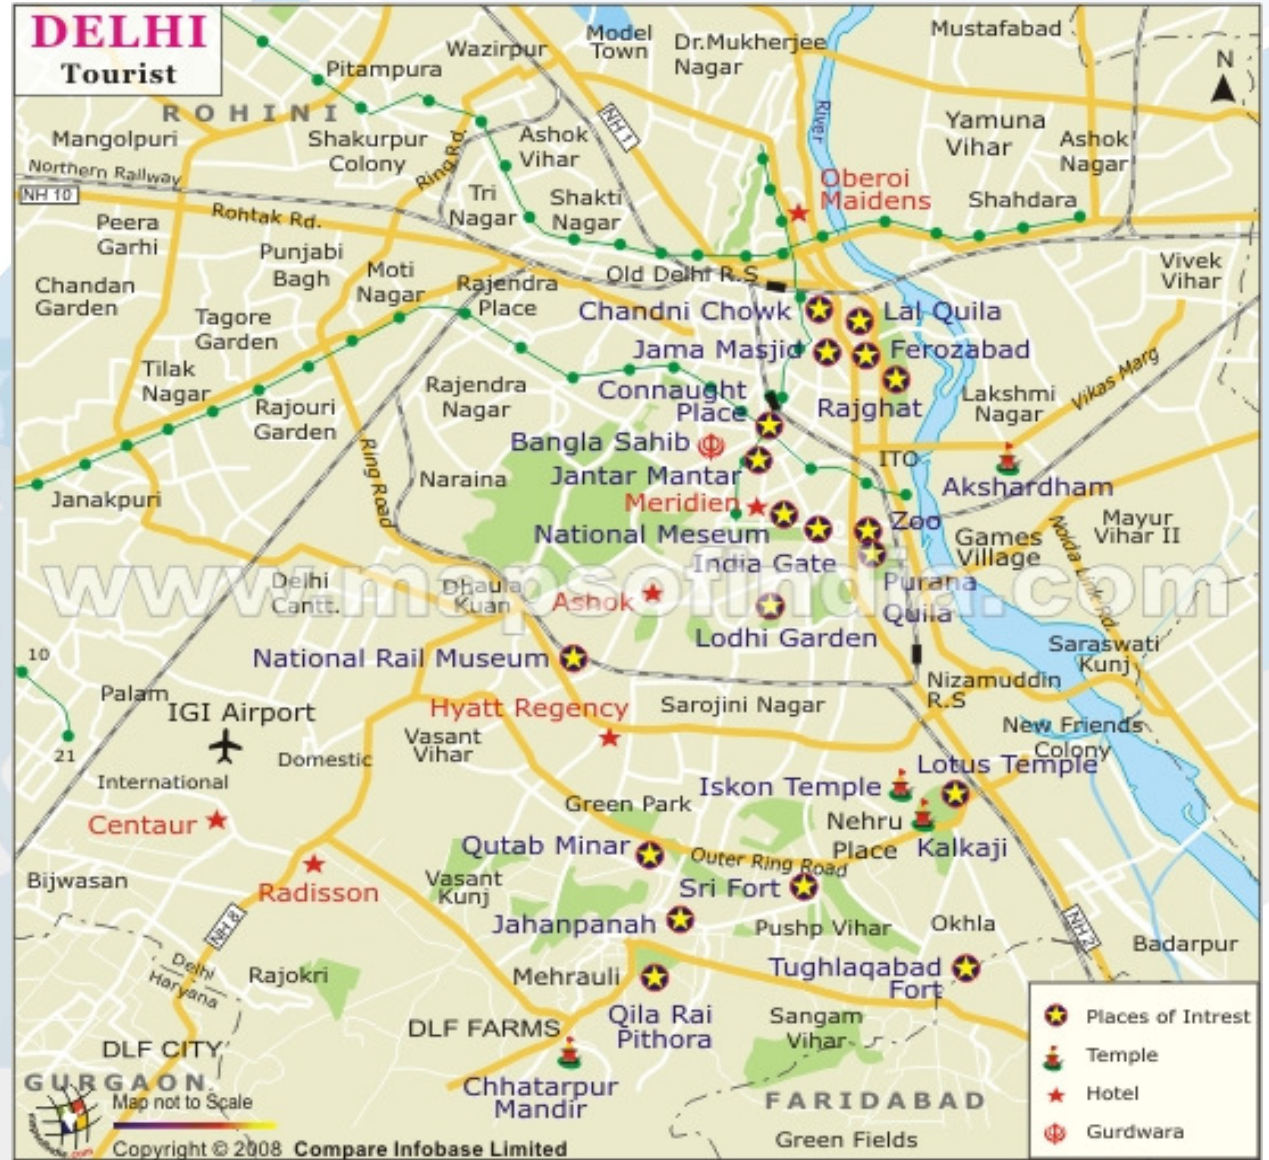 DELHI
Tourist
Model
Town
Dr.Mukherjee
Nagar
Mustafabad
Wazirpur
Pitampura
N
ROHINI
Mangolpuri
Shakurpur
Colony
Ring Rd.
Ashok
Vihar
NH 1
River
Yamuna
Vihar
Ashok
Nagar
Northern Railway
NH 10
Rohtak Rd.
Tri
Nagar
Shakti
Nagar
Oberoi
Maidens
Shahdara
Peera
Garhi
Punjabi
Bagh
Moti
Nagar
Rajendra
Place
Old Delhi R.S
Vivek
Vihar
Chandan
Garden
Tagore
Garden
Chandni Chowk
Lal Quila
Jama Masjid
Ferozabad
Tilak
Nagar
Rajouri
Garden
Rajendra
Nagar
Connaught
Place
Rajghat
Lakshmi
Nagar
Vikas Marg
Bangla Sahib
Jantar Mantar
ITO
Akshardham
Janakpuri
Ring Road
Naraina
Meridien
National Meseum
Zoo
Games
Village
Mayur
Vihar II
Noida Link Rd.
India Gate
Purana
Quila
www.mapsofindia.com
Delhi
Cantt.
Dhaula
Kuan
Ashok
Lodhi Garden
Saraswati
Kunj
National Rail Museum
Nizamuddin
R.S
10
21
Palam
IGI Airport
Domestic
International
Hyatt Regency
Sarojini Nagar
New Friends
Colony
Vasant
Vihar
Lotus Temple
Iskon Temple
Centaur
Green Park
Nehru
Place
Kalkaji
Qutab Minar
Outer Ring Road
Sri Fort
Bijwasan
Radisson
Vasant
Kunj
Jahanpanah
Pushp Vihar
Okhla
NH 2
Badarpur
NH 8
Delhi
Haryana
Rajokri
Mehrauli
Tughlaqabad
Fort
Qila Rai
Pithora
Sangam
Vihar
DLF FARMS
DLF CITY
GURGAON
Chhatarpur
Mandir
FARIDABAD
Green Fields
Places of Intrest
Temple
Hotel
Gurdwara
Map not to Scale
mapsofindia.com
Copyright © 2008 Compare Infobase Limited